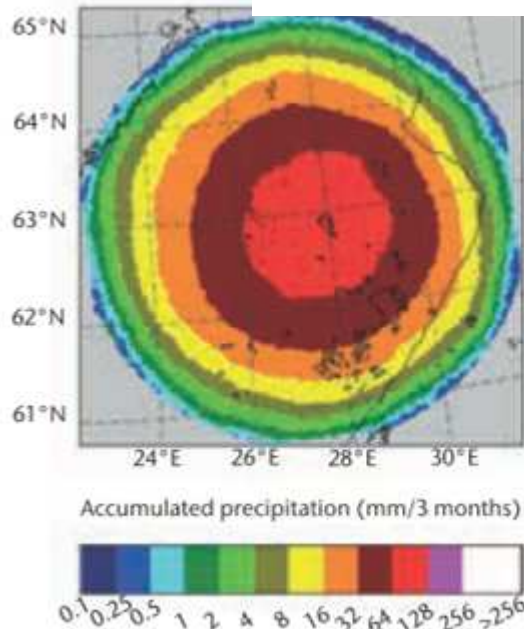 65°N
64°N
63°N
62°N
61°N
24°E 26°E 28°E 30°E
Accumulated precipitation (mm/3 months)
0.1 0.25 0.5 1 2 4 8 16 32 64 128 256 >256